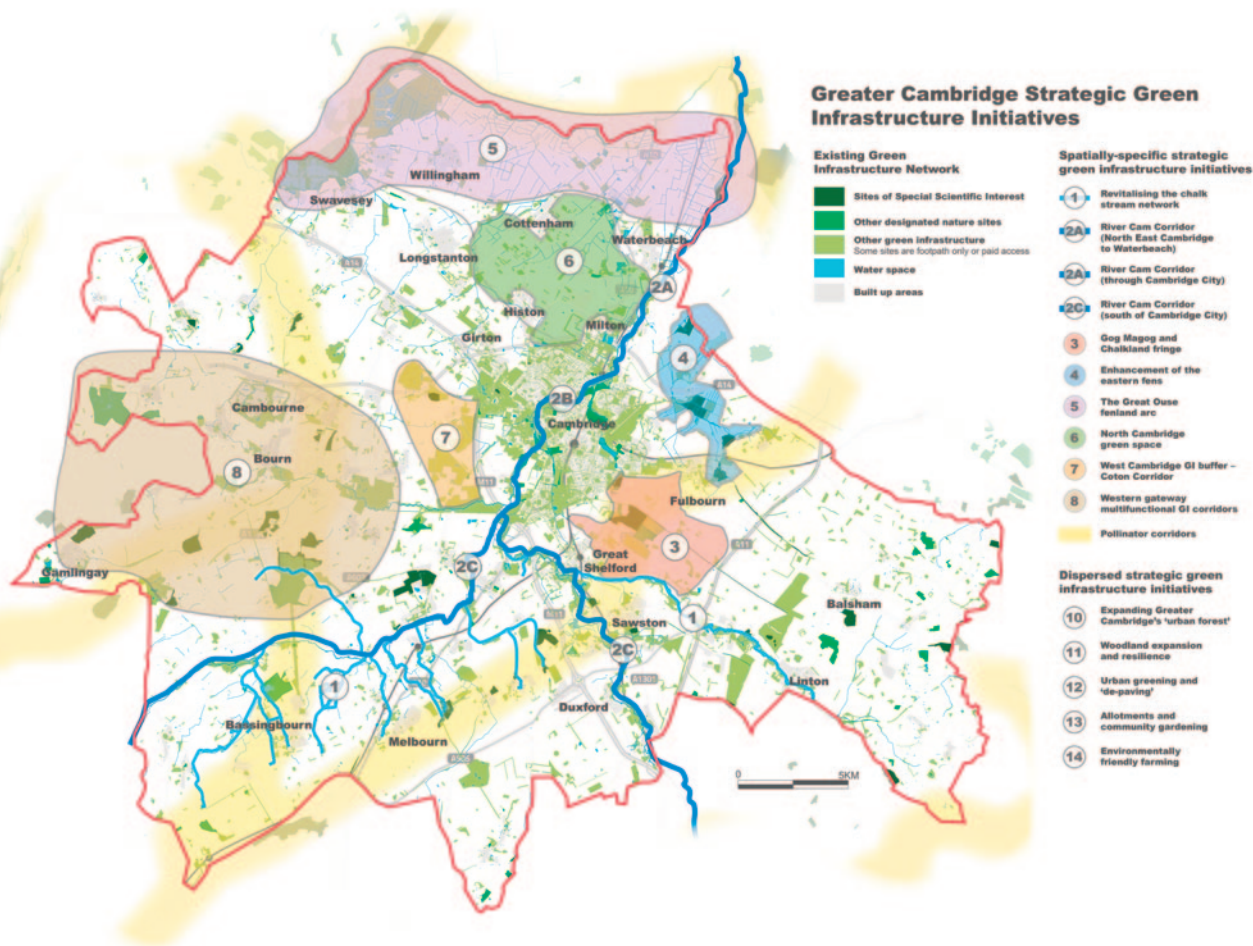 Greater Cambridge Strategic Green
Infrastructure Initiatives
Existing Green
Infrastructure Network
Sites of Special Scientific Interest
Other designated nature sites
Other green infrastructure
Some sites are footpath only or paid access
Water space
Built up areas
Spatially-specific strategic
green infrastructure initiatives
1
Revitalising the chalk
stream network
2A
River Cam Corridor
(North East Cambridge
to Waterbeach)
2A
River Cam Corridor
(through Cambridge City)
2C
River Cam Corridor
(south of Cambridge City)
3
Gog Magog and
Chalkland fringe
4
Enhancement of the
eastern fens
5
The Great Ouse
fenland arc
6
North Cambridge
green space
7
West Cambridge GI buffer –
Coton Corridor
8
Western gateway
multifunctional GI corridors
Pollinator corridors
Dispersed strategic green
infrastructure initiatives
10
Expanding Greater
Cambridge's 'urban forest'
11
Woodland expansion
and resilience
12
Urban greening and
'de-paving'
13
Allotments and
community gardening
14
Environmentally
friendly farming
5
Willingham
Swavesey
Cottenham
Waterbeach
Longstanton
6
2A
A14
Histon
Milton
Girton
4
A14
2B
Cambourne
Cambridge
7
Bourn
8
M11
Fulbourn
3
A11
Great
Shelford
2C
Gamlingay
Balsham
M11
Sawston
1
2C
A1301
Linton
1
Duxford
Bassingbourn
Melbourn
A505
0
5KM